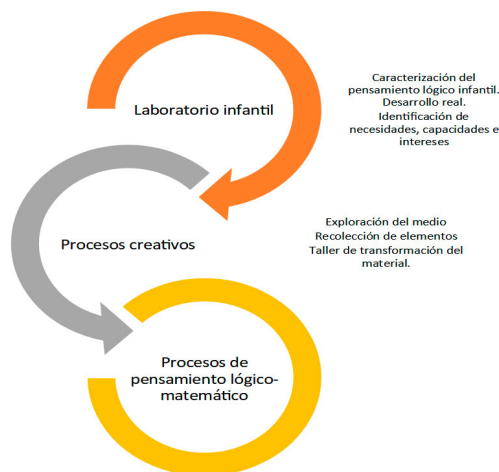 Laboratorio infantil
Caracterización del
pensamiento lógico infantil.
Desarrollo real.
Identificación de
necesidades, capacidades e
intereses
Procesos creativos
Exploración del medio
Recolección de elementos
Taller de transformación del
material.
Procesos de
pensamiento lógico-
matemático